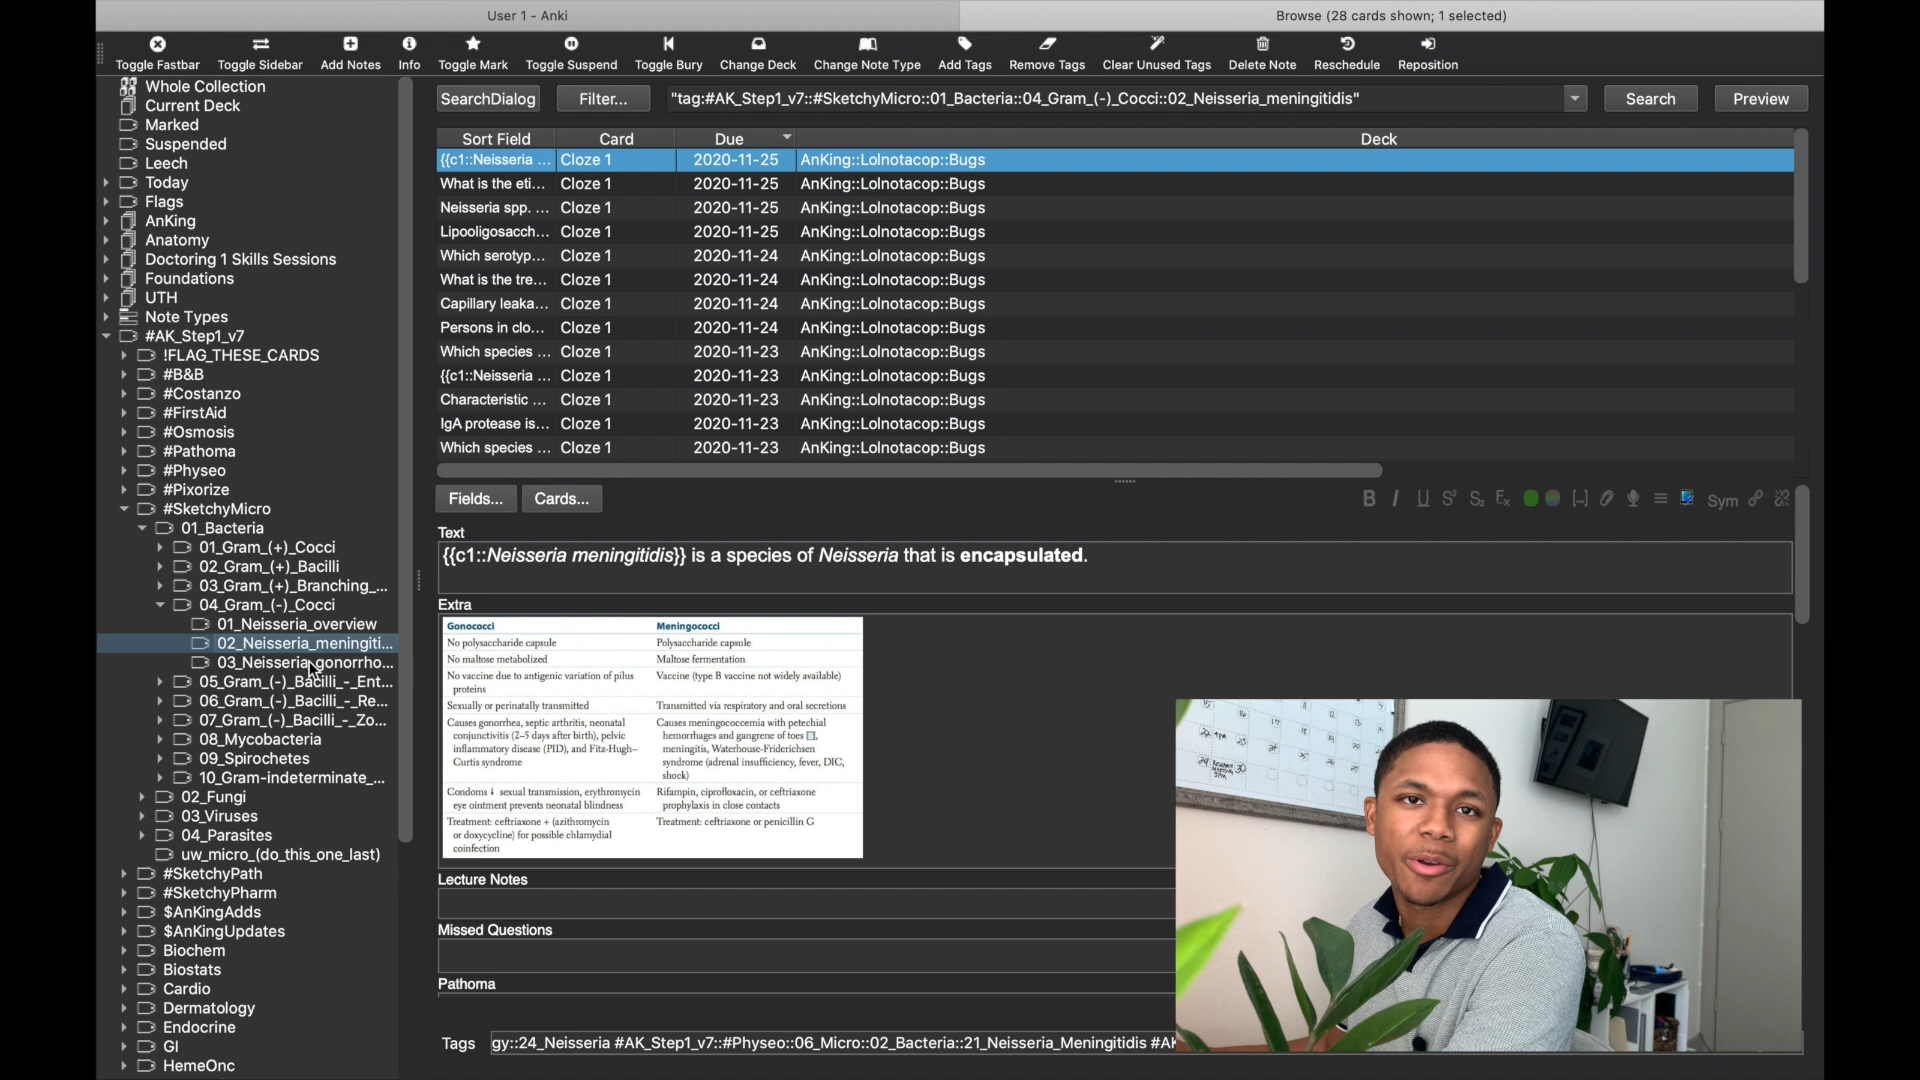 User 1 - Anki
Browse (28 cards shown; 1 selected)
Toggle Fastbar
Toggle Sidebar
Add Notes
Info
Toggle Mark
Toggle Suspend
Toggle Bury
Change Deck
Change Note Type
Add Tags
Remove Tags
Clear Unused Tags
Delete Note
Reschedule
Reposition
Whole Collection
Current Deck
Marked
Suspended
Leech
Today
Flags
AnKing
Anatomy
Doctoring 1 Skills Sessions
Foundations
UTH
Note Types
#AK_Step1_v7
!FLAG_THESE_CARDS
#B&B
#Costanzo
#FirstAid
#Osmosis
#Pathoma
#Physeo
#Pixorize
#SketchyMicro
01_Bacteria
01_Gram_(+)_Cocci
02_Gram_(+)_Bacilli
03_Gram_(+)_Branching_...
04_Gram_(-)_Cocci
01_Neisseria_overview
02_Neisseria_meningiti...
03_Neisseria_gonorrho...
05_Gram_(-)_Bacilli_-_Ent...
06_Gram_(-)_Bacilli_-_Re...
07_Gram_(-)_Bacilli_-_Zo...
08_Mycobacteria
09_Spirochetes
10_Gram-indeterminate_...
02_Fungi
03_Viruses
04_Parasites
uw_micro_(do_this_one_last)
#SketchyPath
#SketchyPharm
$AnKingAdds
$AnKingUpdates
Biochem
Biostats
Cardio
Dermatology
Endocrine
GI
HemeOnc
SearchDialog
Filter...
"tag:#AK_Step1_v7::#SketchyMicro::01_Bacteria::04_Gram_(-)_Cocci::02_Neisseria_meningitidis"
Search
Preview
Sort Field Card Due Deck
{{c1::Neisseria ... Cloze 1 2020-11-25 AnKing::Lolnotacop::Bugs
What is the eti... Cloze 1 2020-11-25 AnKing::Lolnotacop::Bugs
Neisseria spp. ... Cloze 1 2020-11-25 AnKing::Lolnotacop::Bugs
Lipooligosacch... Cloze 1 2020-11-25 AnKing::Lolnotacop::Bugs
Which serotyp... Cloze 1 2020-11-24 AnKing::Lolnotacop::Bugs
What is the tre... Cloze 1 2020-11-24 AnKing::Lolnotacop::Bugs
Capillary leaka... Cloze 1 2020-11-24 AnKing::Lolnotacop::Bugs
Persons in clo... Cloze 1 2020-11-24 AnKing::Lolnotacop::Bugs
Which species ... Cloze 1 2020-11-23 AnKing::Lolnotacop::Bugs
{{c1::Neisseria ... Cloze 1 2020-11-23 AnKing::Lolnotacop::Bugs
Characteristic ... Cloze 1 2020-11-23 AnKing::Lolnotacop::Bugs
IgA protease is... Cloze 1 2020-11-23 AnKing::Lolnotacop::Bugs
Which species ... Cloze 1 2020-11-23 AnKing::Lolnotacop::Bugs
Fields...
Cards...
Sym
Text
{{c1::Neisseria meningitidis}} is a species of Neisseria that is encapsulated.
Extra
Gonococci Meningococci
No polysaccharide capsule Polysaccharide capsule
No maltose metabolized Maltose fermentation
No vaccine due to antigenic variation of pilus Vaccine (type B vaccine not widely available)
proteins
Sexually or perinatally transmitted Transmitted via respiratory and oral secretions
Causes gonorrhea, septic arthritis, neonatal Causes meningococcemia with petechial
conjunctivitis (2–5 days after birth), pelvic hemorrhages and gangrene of toes B,
inflammatory disease (PID), and Fitz-Hugh– meningitis, Waterhouse-Friderichsen
Curtis syndrome syndrome (adrenal insufficiency, fever, DIC,
shock)
Condoms ↓ sexual transmission, erythromycin Rifampin, ciprofloxacin, or ceftriaxone
eye ointment prevents neonatal blindness prophylaxis in close contacts
Treatment: ceftriaxone + (azithromycin Treatment: ceftriaxone or penicillin G
or doxycycline) for possible chlamydial
coinfection
Lecture Notes
Missed Questions
Pathoma
Tags gy::24_Neisseria #AK_Step1_v7::#Physeo::06_Micro::02_Bacteria::21_Neisseria_Meningitidis #AK